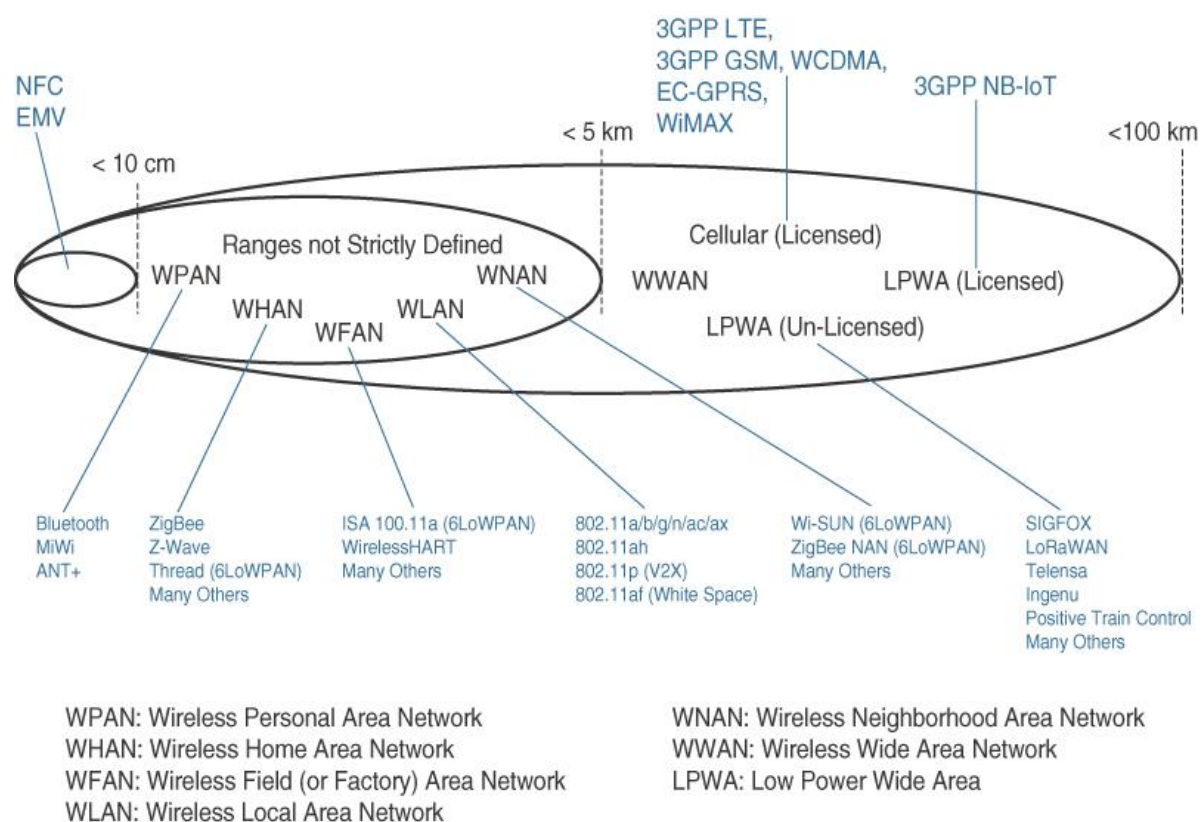 3GPP LTE,
3GPP GSM, WCDMA,
EC-GPRS,
WiMAX
3GPP NB-IoT
NFC
EMV
< 10 cm
< 5 km
<100 km
Ranges not Strictly Defined
Cellular (Licensed)
WPAN
WNAN
WWAN
LPWA (Licensed)
WHAN
WLAN
WFAN
LPWA (Un-Licensed)
Bluetooth
MiWi
ANT+
ZigBee
Z-Wave
Thread (6LoWPAN)
Many Others
ISA 100.11a (6LoWPAN)
WirelessHART
Many Others
802.11a/b/g/n/ac/ax
802.11ah
802.11p (V2X)
802.11af (White Space)
Wi-SUN (6LoWPAN)
ZigBee NAN (6LoWPAN)
Many Others
SIGFOX
LoRaWAN
Telensa
Ingenu
Positive Train Control
Many Others
WPAN: Wireless Personal Area Network
WHAN: Wireless Home Area Network
WFAN: Wireless Field (or Factory) Area Network
WLAN: Wireless Local Area Network
WNAN: Wireless Neighborhood Area Network
WWAN: Wireless Wide Area Network
LPWA: Low Power Wide Area